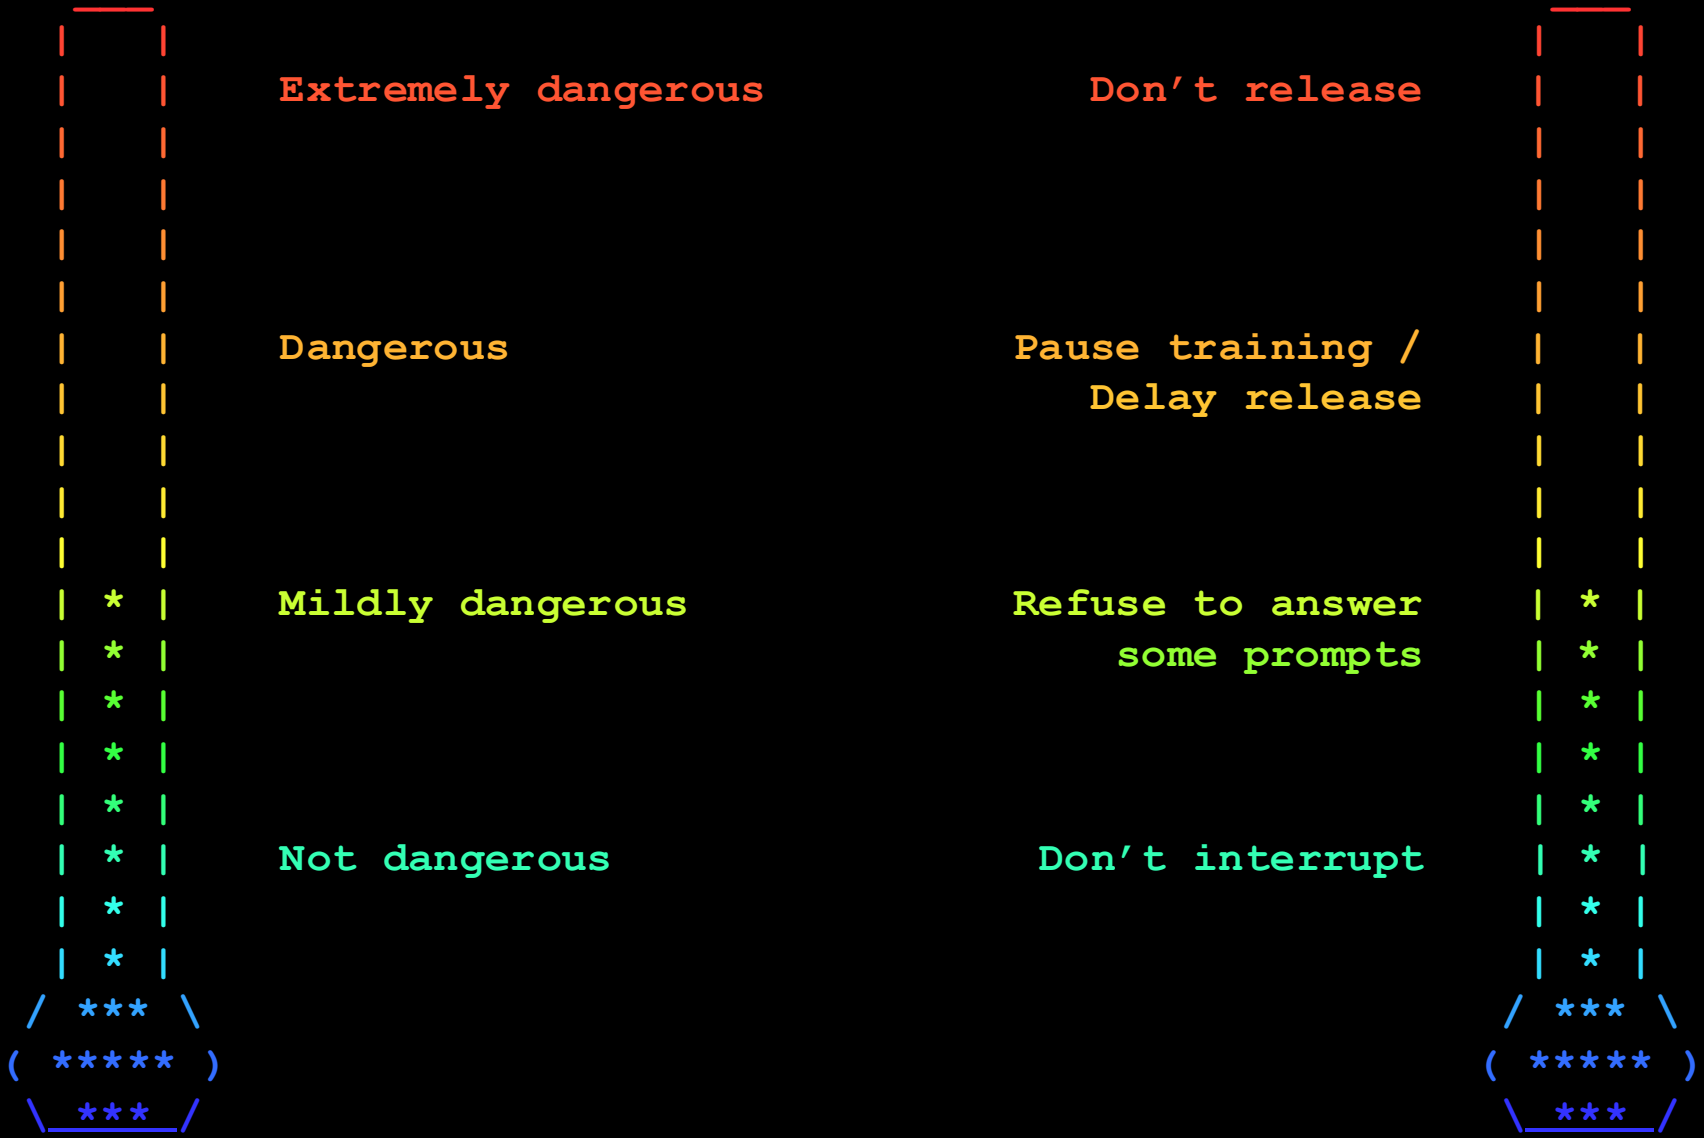 Extremely dangerous
Don’t release
Dangerous
Pause training /
Delay release
Mildly dangerous
Refuse to answer
some prompts
Not dangerous
Don’t interrupt